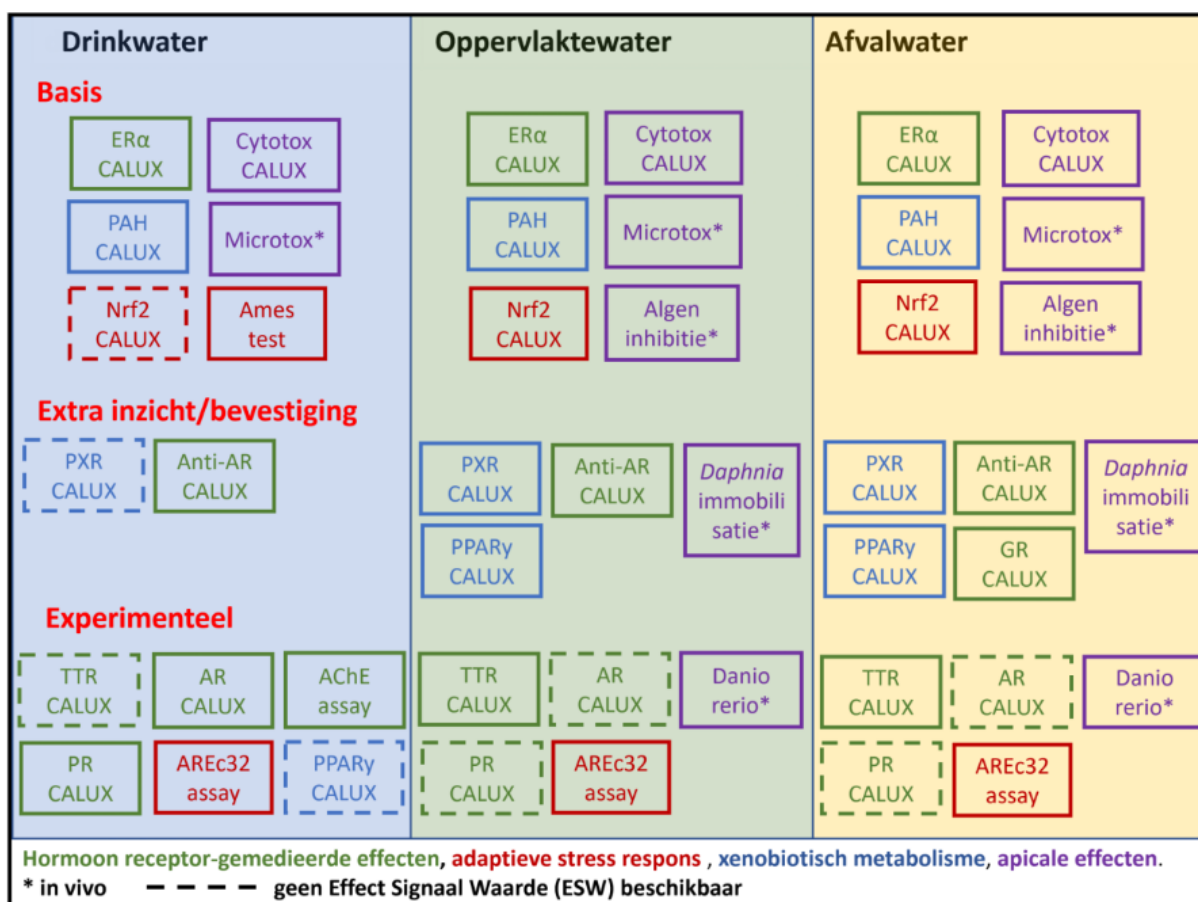 Drinkwater
Oppervlaktewater
Afvalwater
Basis
ERα
CALUX
Cytotox
CALUX
ERα
CALUX
Cytotox
CALUX
ERα
CALUX
Cytotox
CALUX
PAH
CALUX
Microtox*
PAH
CALUX
Microtox*
PAH
CALUX
Microtox*
Nrf2
CALUX
Ames
test
Nrf2
CALUX
Algen
inhibitie*
Nrf2
CALUX
Algen
inhibitie*
Extra inzicht/bevestiging
PXR
CALUX
Anti-AR
CALUX
PXR
CALUX
Anti-AR
CALUX
Daphnia
immobili
satie*
PXR
CALUX
Anti-AR
CALUX
Daphnia
immobili
satie*
PPARγ
CALUX
PPARγ
CALUX
GR
CALUX
Experimenteel
TTR
CALUX
AR
CALUX
AChE
assay
TTR
CALUX
AR
CALUX
Danio
rerio*
TTR
CALUX
AR
CALUX
Danio
rerio*
PR
CALUX
AREc32
assay
PPARγ
CALUX
PR
CALUX
AREc32
assay
PR
CALUX
AREc32
assay
Hormoon receptor-gemedieerde effecten, adaptieve stress respons , xenobiotisch metabolisme, apicale effecten.
* in vivo — — — — geen Effect Signaal Waarde (ESW) beschikbaar